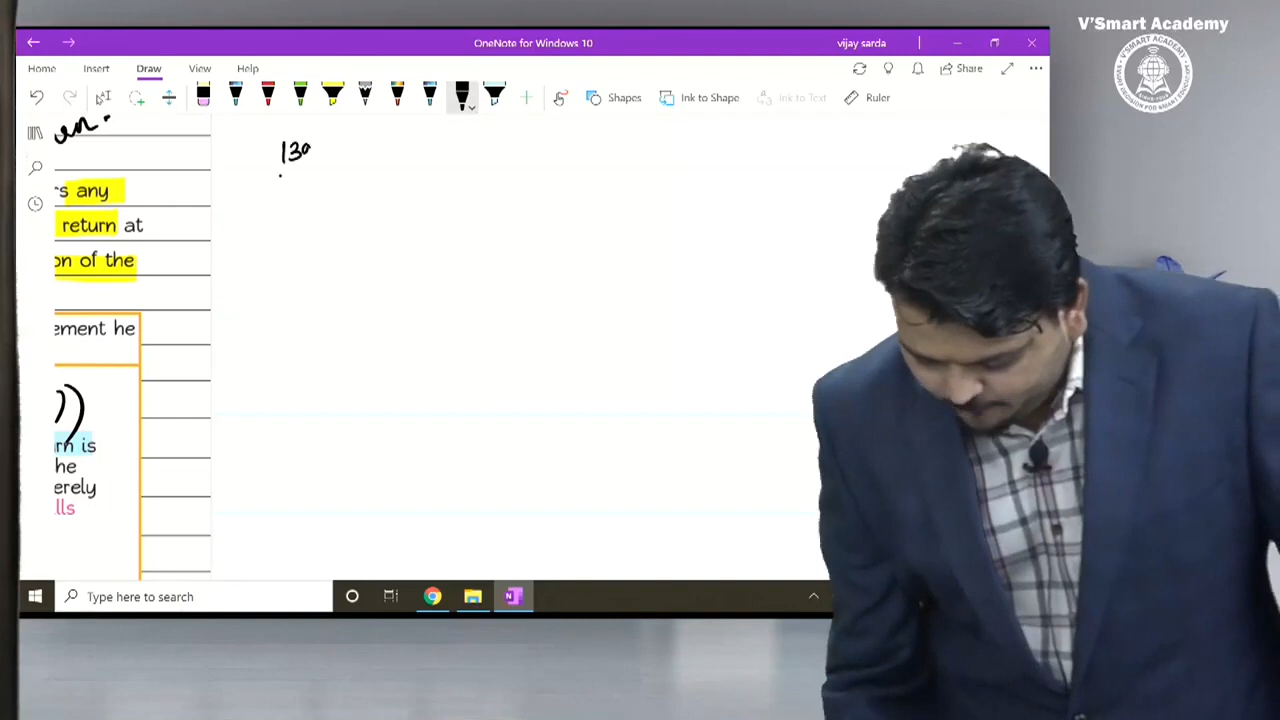 V'Smart Academy
OneNote for Windows 10
vijay sarda
Home Insert Draw View Help
Share
Shapes Ink to Shape Ink to Text Ruler
s any
return at
on of the
ement he
))
rn is
he
erely
lls
Type here to search